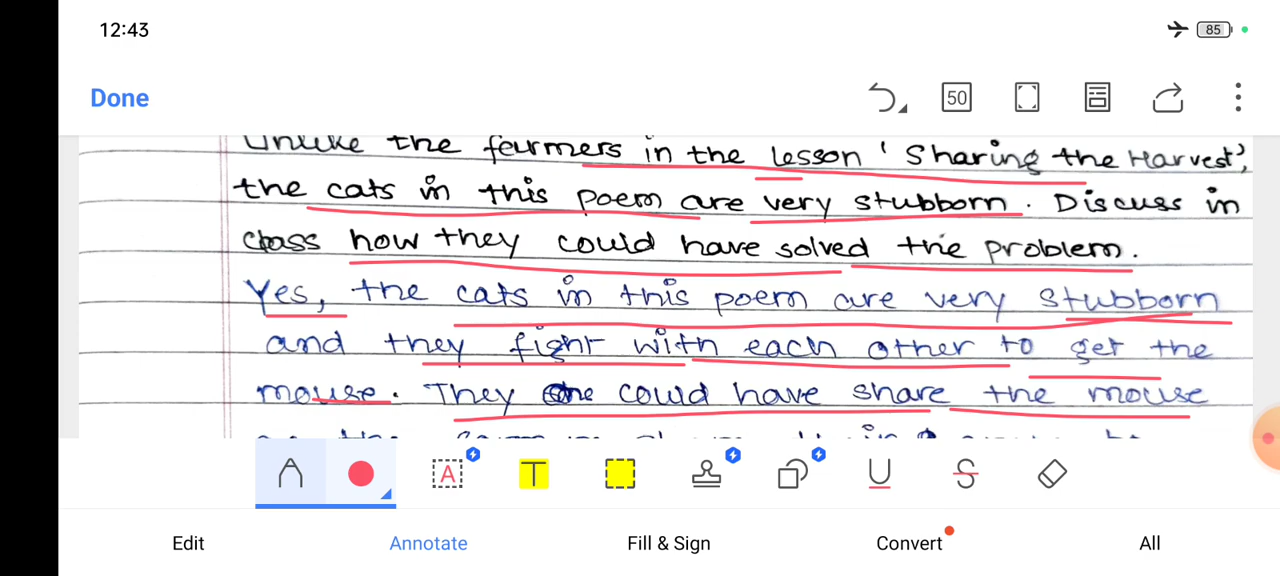 12:43
85
Done
50
Unlike the farmers in the lesson 'Sharing the Harvest',
the cats in this poem are very stubborn. Discuss in
class how they could have solved the problem.
Yes, the cats in this poem are very stubborn
and they fight with each other to get the
mouse. They could have share the mouse
A
A
T
U
S
Edit
Annotate
Fill & Sign
Convert
All